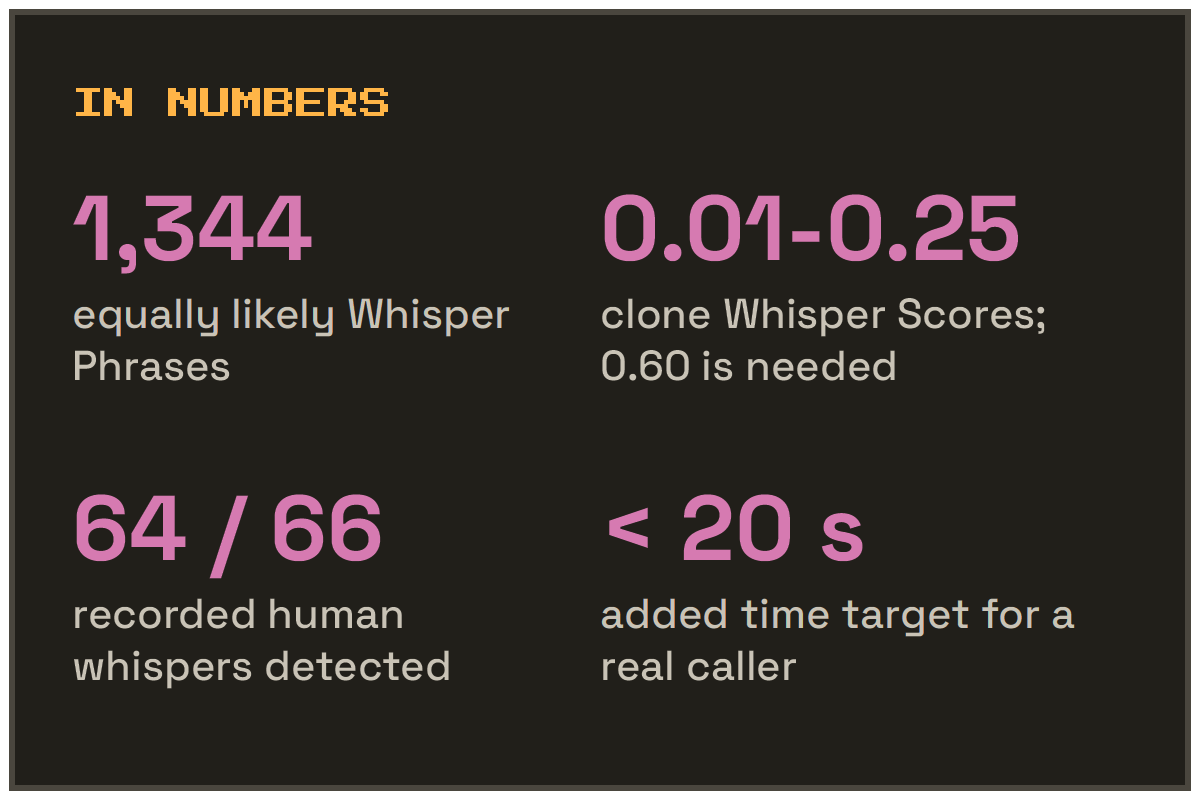 IN NUMBERS
1,344
equally likely Whisper
Phrases
0.01-0.25
clone Whisper Scores;
0.60 is needed
64 / 66
recorded human
whispers detected
< 20 s
added time target for a
real caller